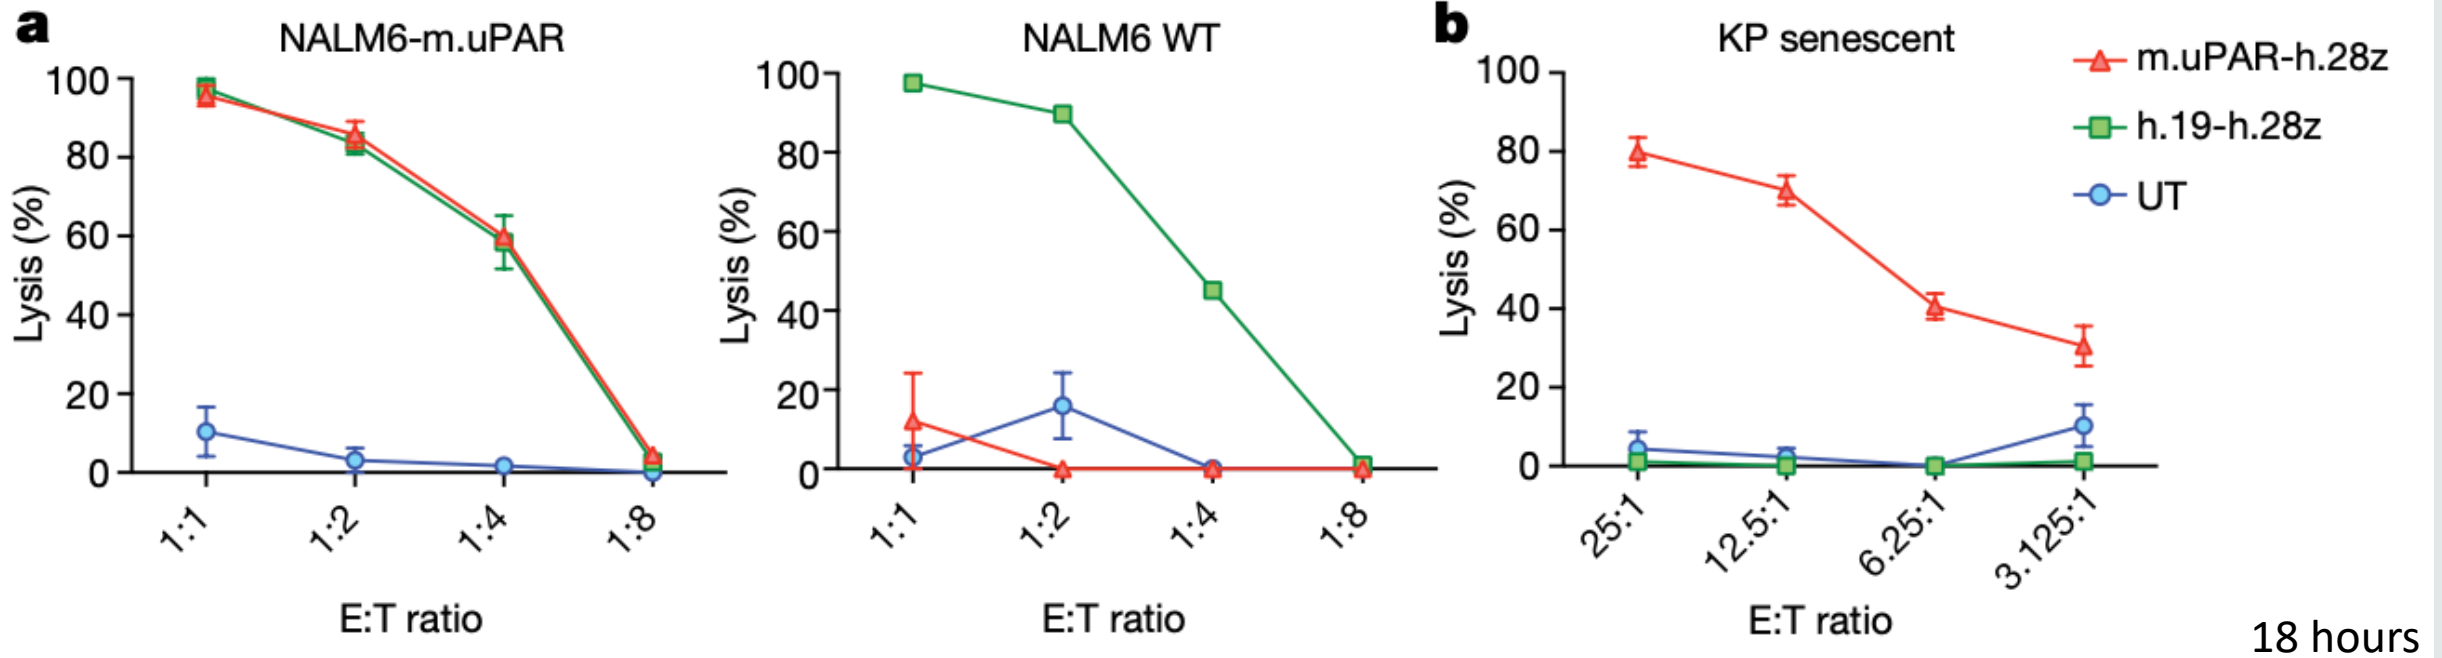 a
NALM6-m.uPAR
Lysis (%)
100
80
60
40
20
0
1:1
1:2
1:4
1:8
E:T ratio
NALM6 WT
Lysis (%)
100
80
60
40
20
0
1:1
1:2
1:4
1:8
E:T ratio
b
KP senescent
Lysis (%)
100
80
60
40
20
0
25:1
12.5:1
6.25:1
3.125:1
E:T ratio
m.uPAR-h.28z
h.19-h.28z
UT
18 hours